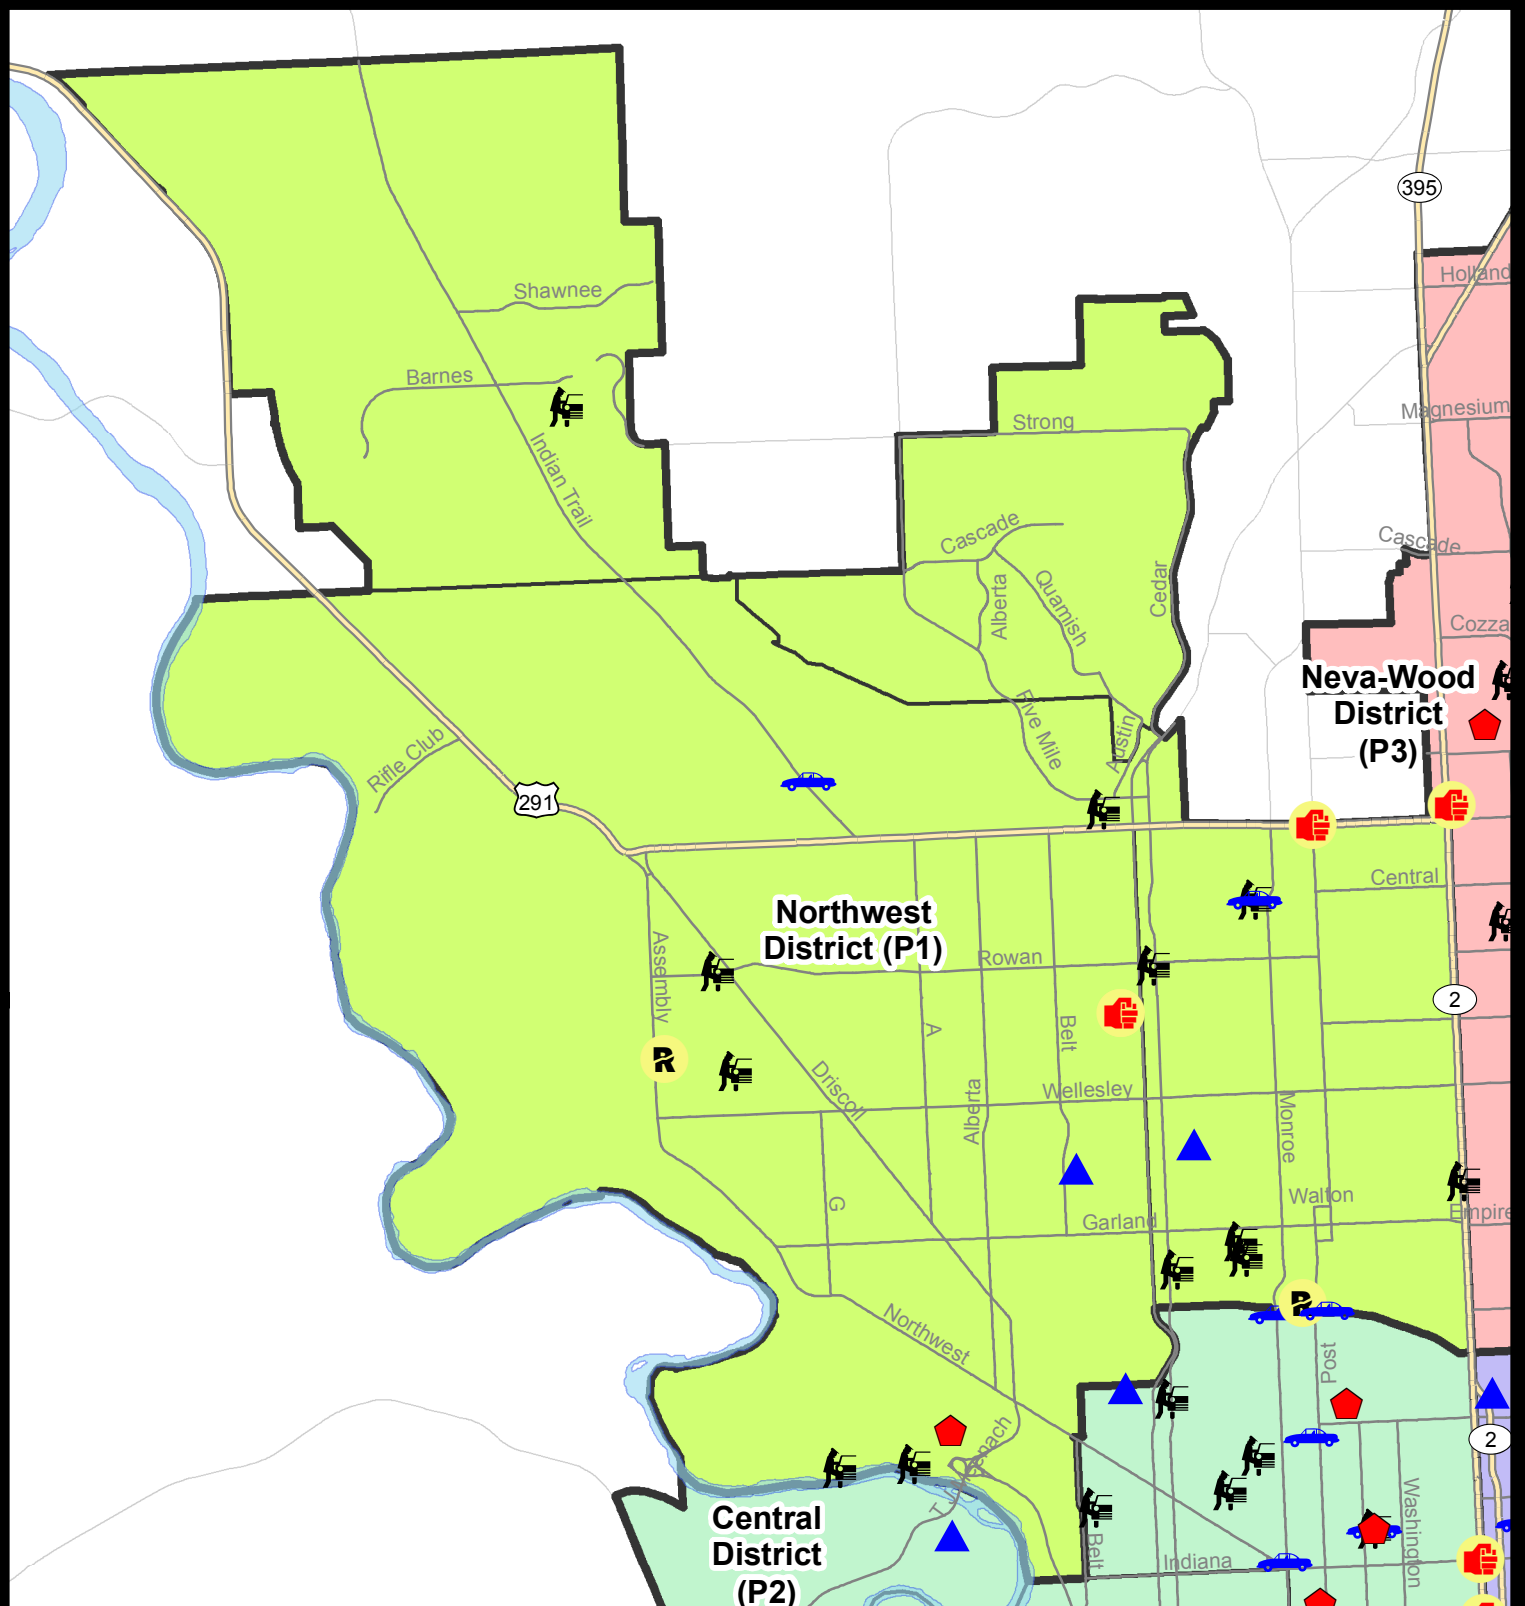 395
Holland
Shawnee
Barnes
Magnesium
Strong
Indian Trail
Cascade
Cascade
Cedar
Alberta
Quamish
Cozza
Neva-Wood
District
(P3)
Five Mile
Austin
Rifle Club
291
Central
Northwest
District (P1)
Assembly
Rowan
2
A
Belt
R
Driscoll
Wellesley
Alberta
Monroe
G
Walton
Garland
Empire
R
Northwest
Post
2
Washington
Central
District
(P2)
Belt
Indiana